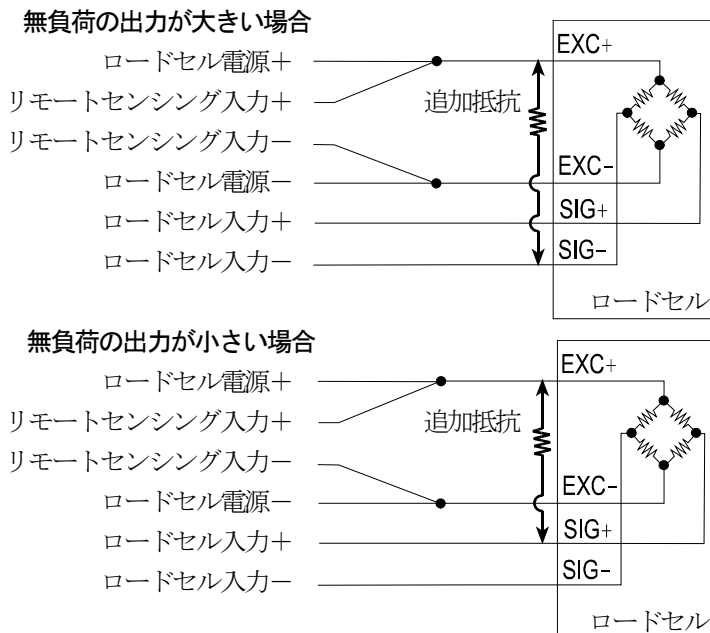 無負荷の出力が大きい場合
ロードセル電源＋
EXC+
リモートセンシング入力＋
追加抵抗
リモートセンシング入力－
EXC-
ロードセル電源－
SIG+
ロードセル入力＋
SIG-
ロードセル入力－
ロードセル
無負荷の出力が小さい場合
ロードセル電源＋
EXC+
リモートセンシング入力＋
追加抵抗
リモートセンシング入力－
EXC-
ロードセル電源－
SIG+
ロードセル入力＋
SIG-
ロードセル入力－
ロードセル